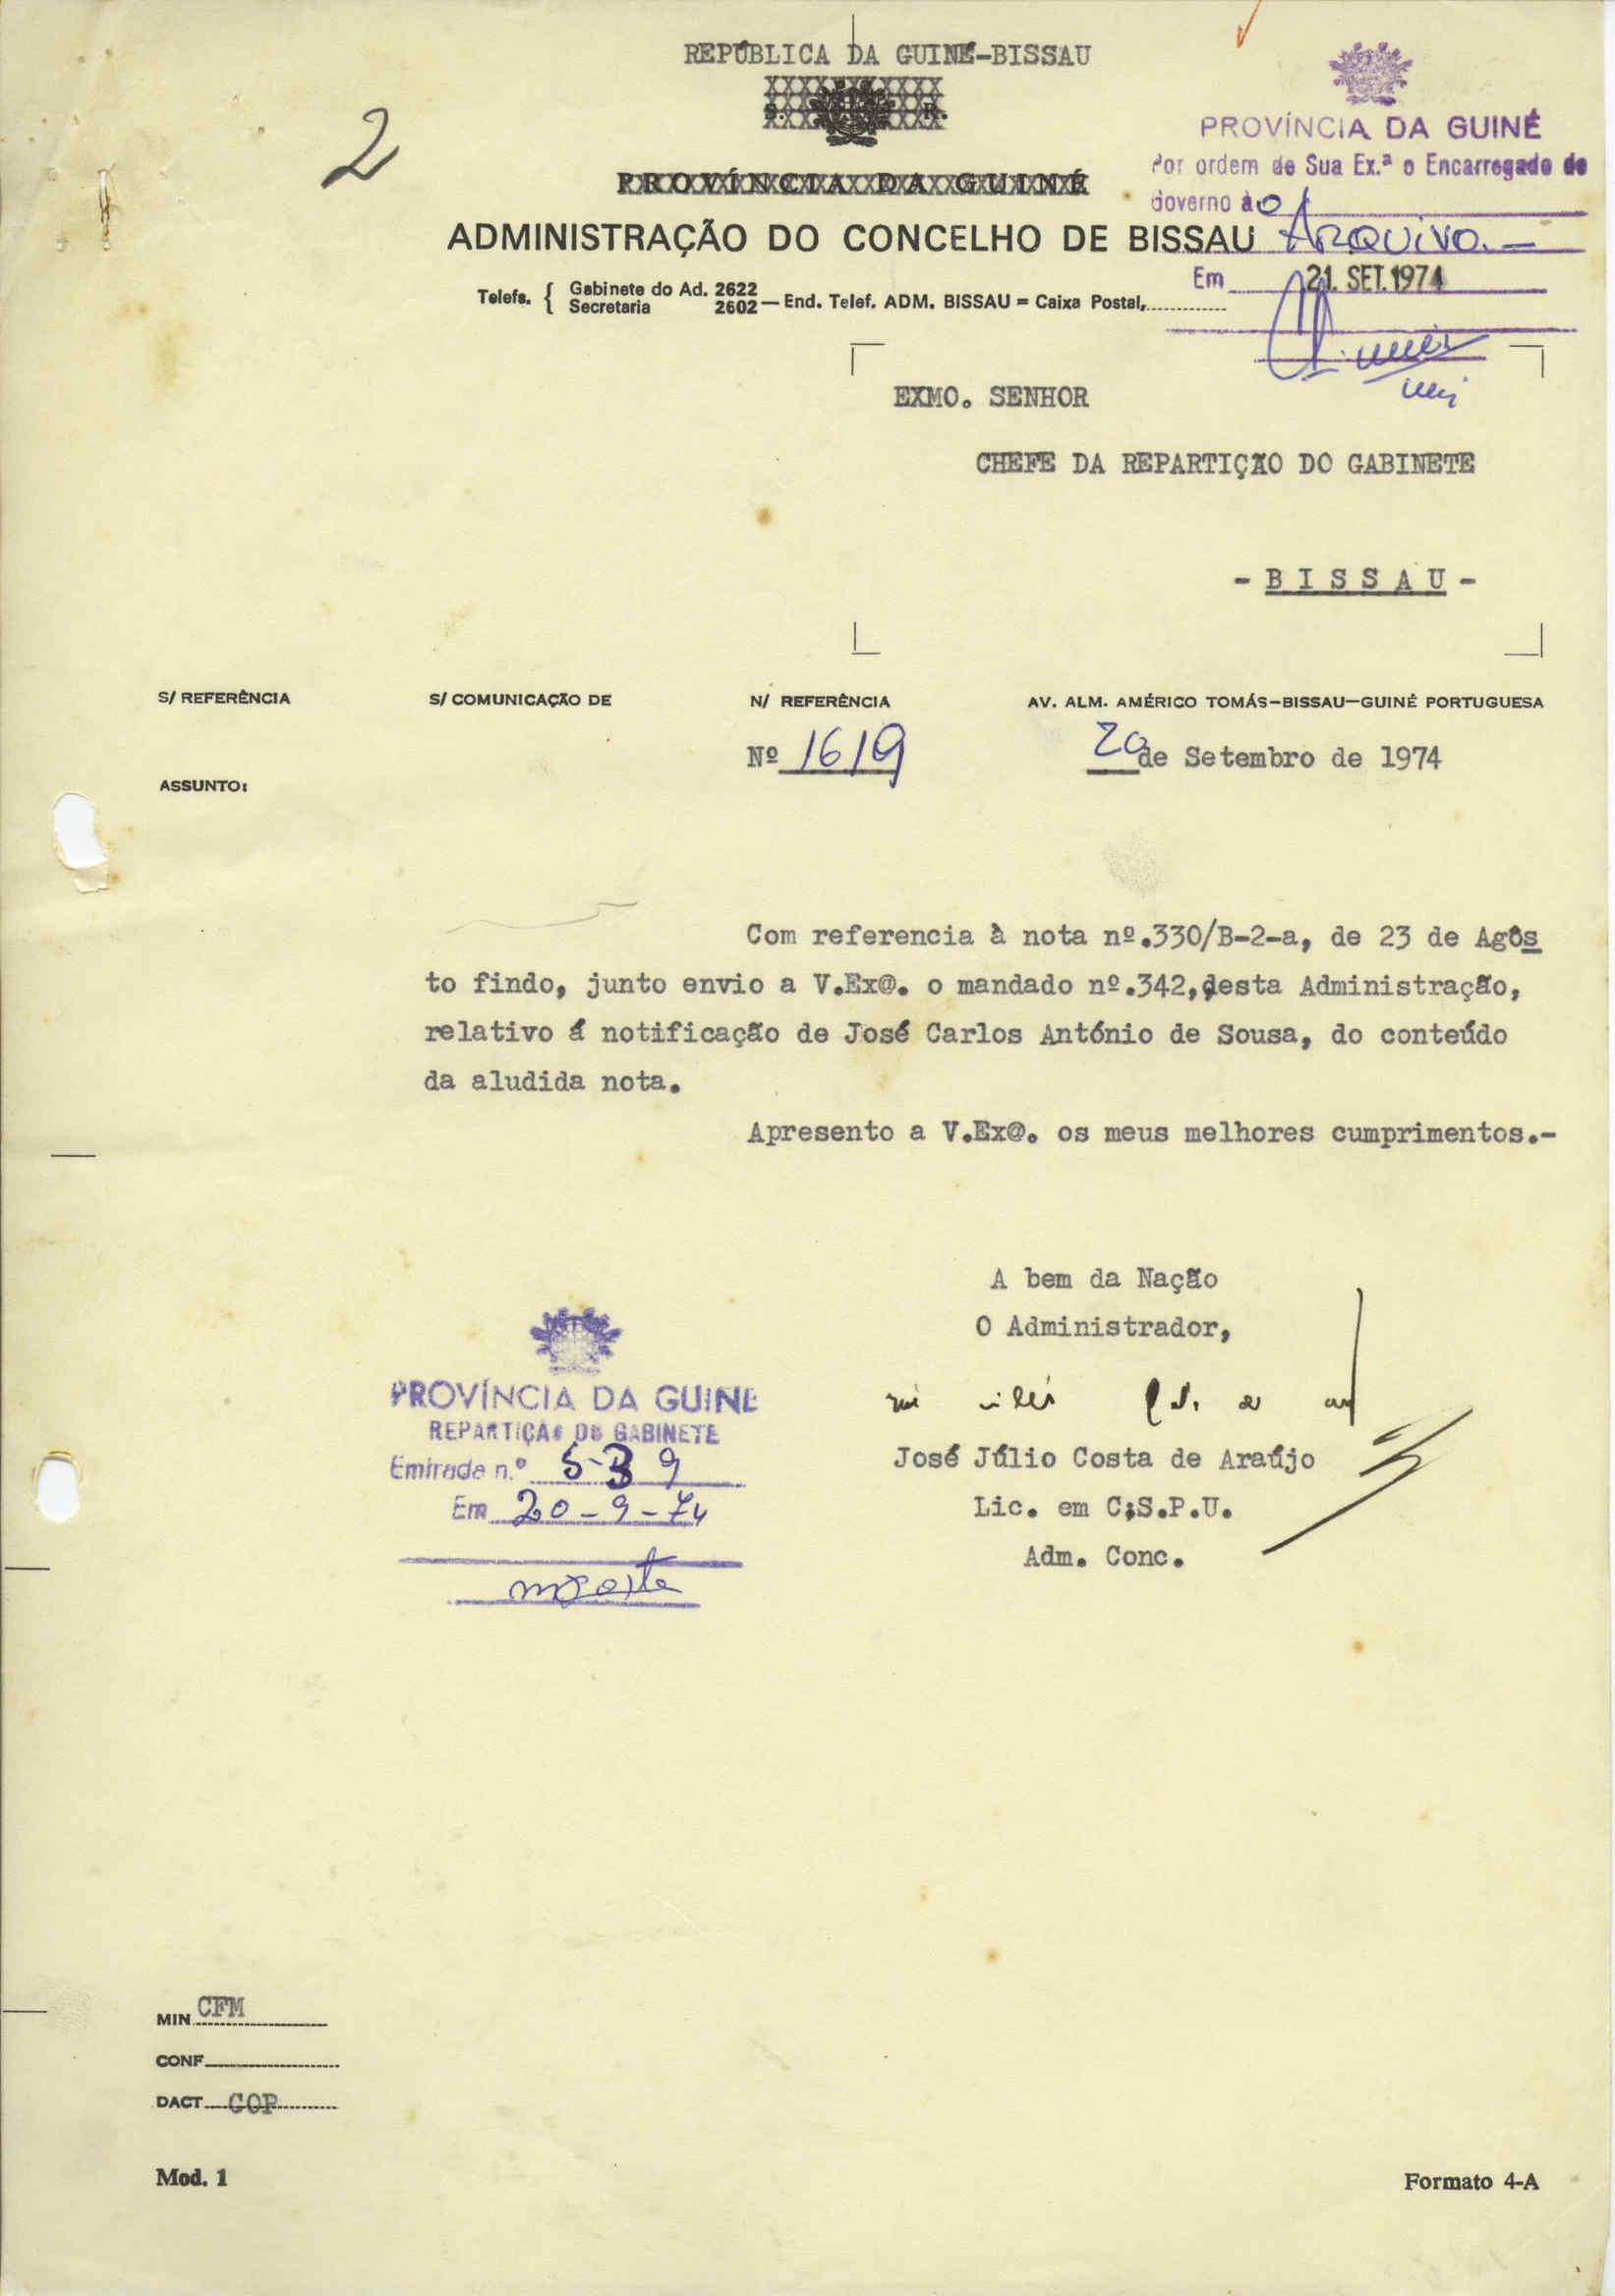 REPÚBLICA DA GUINÉ-BISSAU
S. R.
PROVÍNCIA DA GUINÉ
ADMINISTRAÇÃO DO CONCELHO DE BISSAU
Telefs. { Gabinete do Ad. 2622
Secretaria 2602 — End. Telef. ADM. BISSAU = Caixa Postal,
2
PROVÍNCIA DA GUINÉ
Por ordem de Sua Ex.ª o Encarregado do
Governo ao
ARQUIVO.—
Em 21. SET. 1974
EXMO. SENHOR
CHEFE DA REPARTIÇÃO DO GABINETE
- B I S S A U -
S/ REFERÊNCIA S/ COMUNICAÇÃO DE N/ REFERÊNCIA AV. ALM. AMÉRICO TOMÁS-BISSAU—GUINÉ PORTUGUESA
Nº 1619 20 de Setembro de 1974
ASSUNTO:
Com referencia à nota nº.330/B-2-a, de 23 de Agôs
to findo, junto envio a V.Ex@. o mandado nº.342,desta Administração,
relativo á notificação de José Carlos António de Sousa, do conteúdo
da aludida nota.
Apresento a V.Ex@. os meus melhores cumprimentos.-
A bem da Nação
O Administrador,
José Júlio Costa de Araújo
Lic. em C;S.P.U.
Adm. Conc.
PROVÍNCIA DA GUINÉ
REPARTIÇÃO DO GABINETE
Entrada n.º 539
Em 20-9-74
MIN. CFM
CONF
DACT. GOP
Mod. 1 Formato 4-A